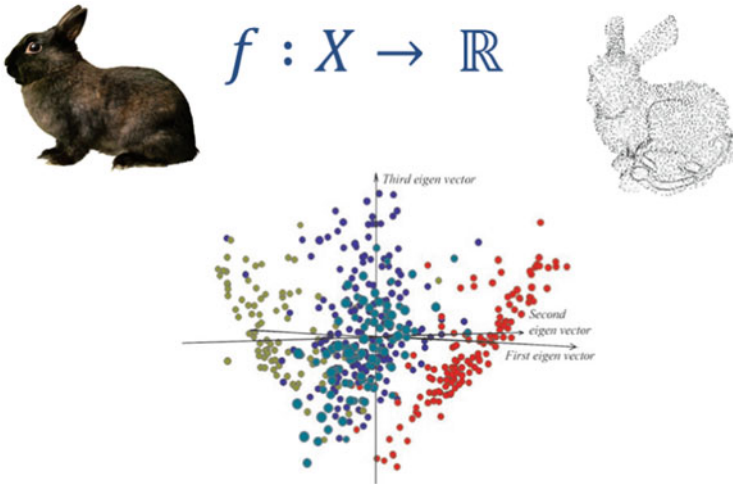 f : X → ℝ
Third eigen vector
Second
eigen vector
First eigen vector